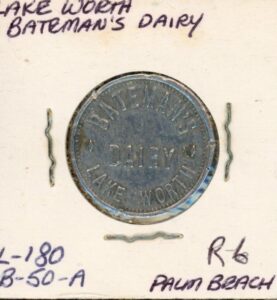 LAKE WORTH
BATEMAN'S DAIRY
BATEMAN'S
DAIRY
LAKE WORTH
L-180
B-50-A
R-6
PALM BEACH